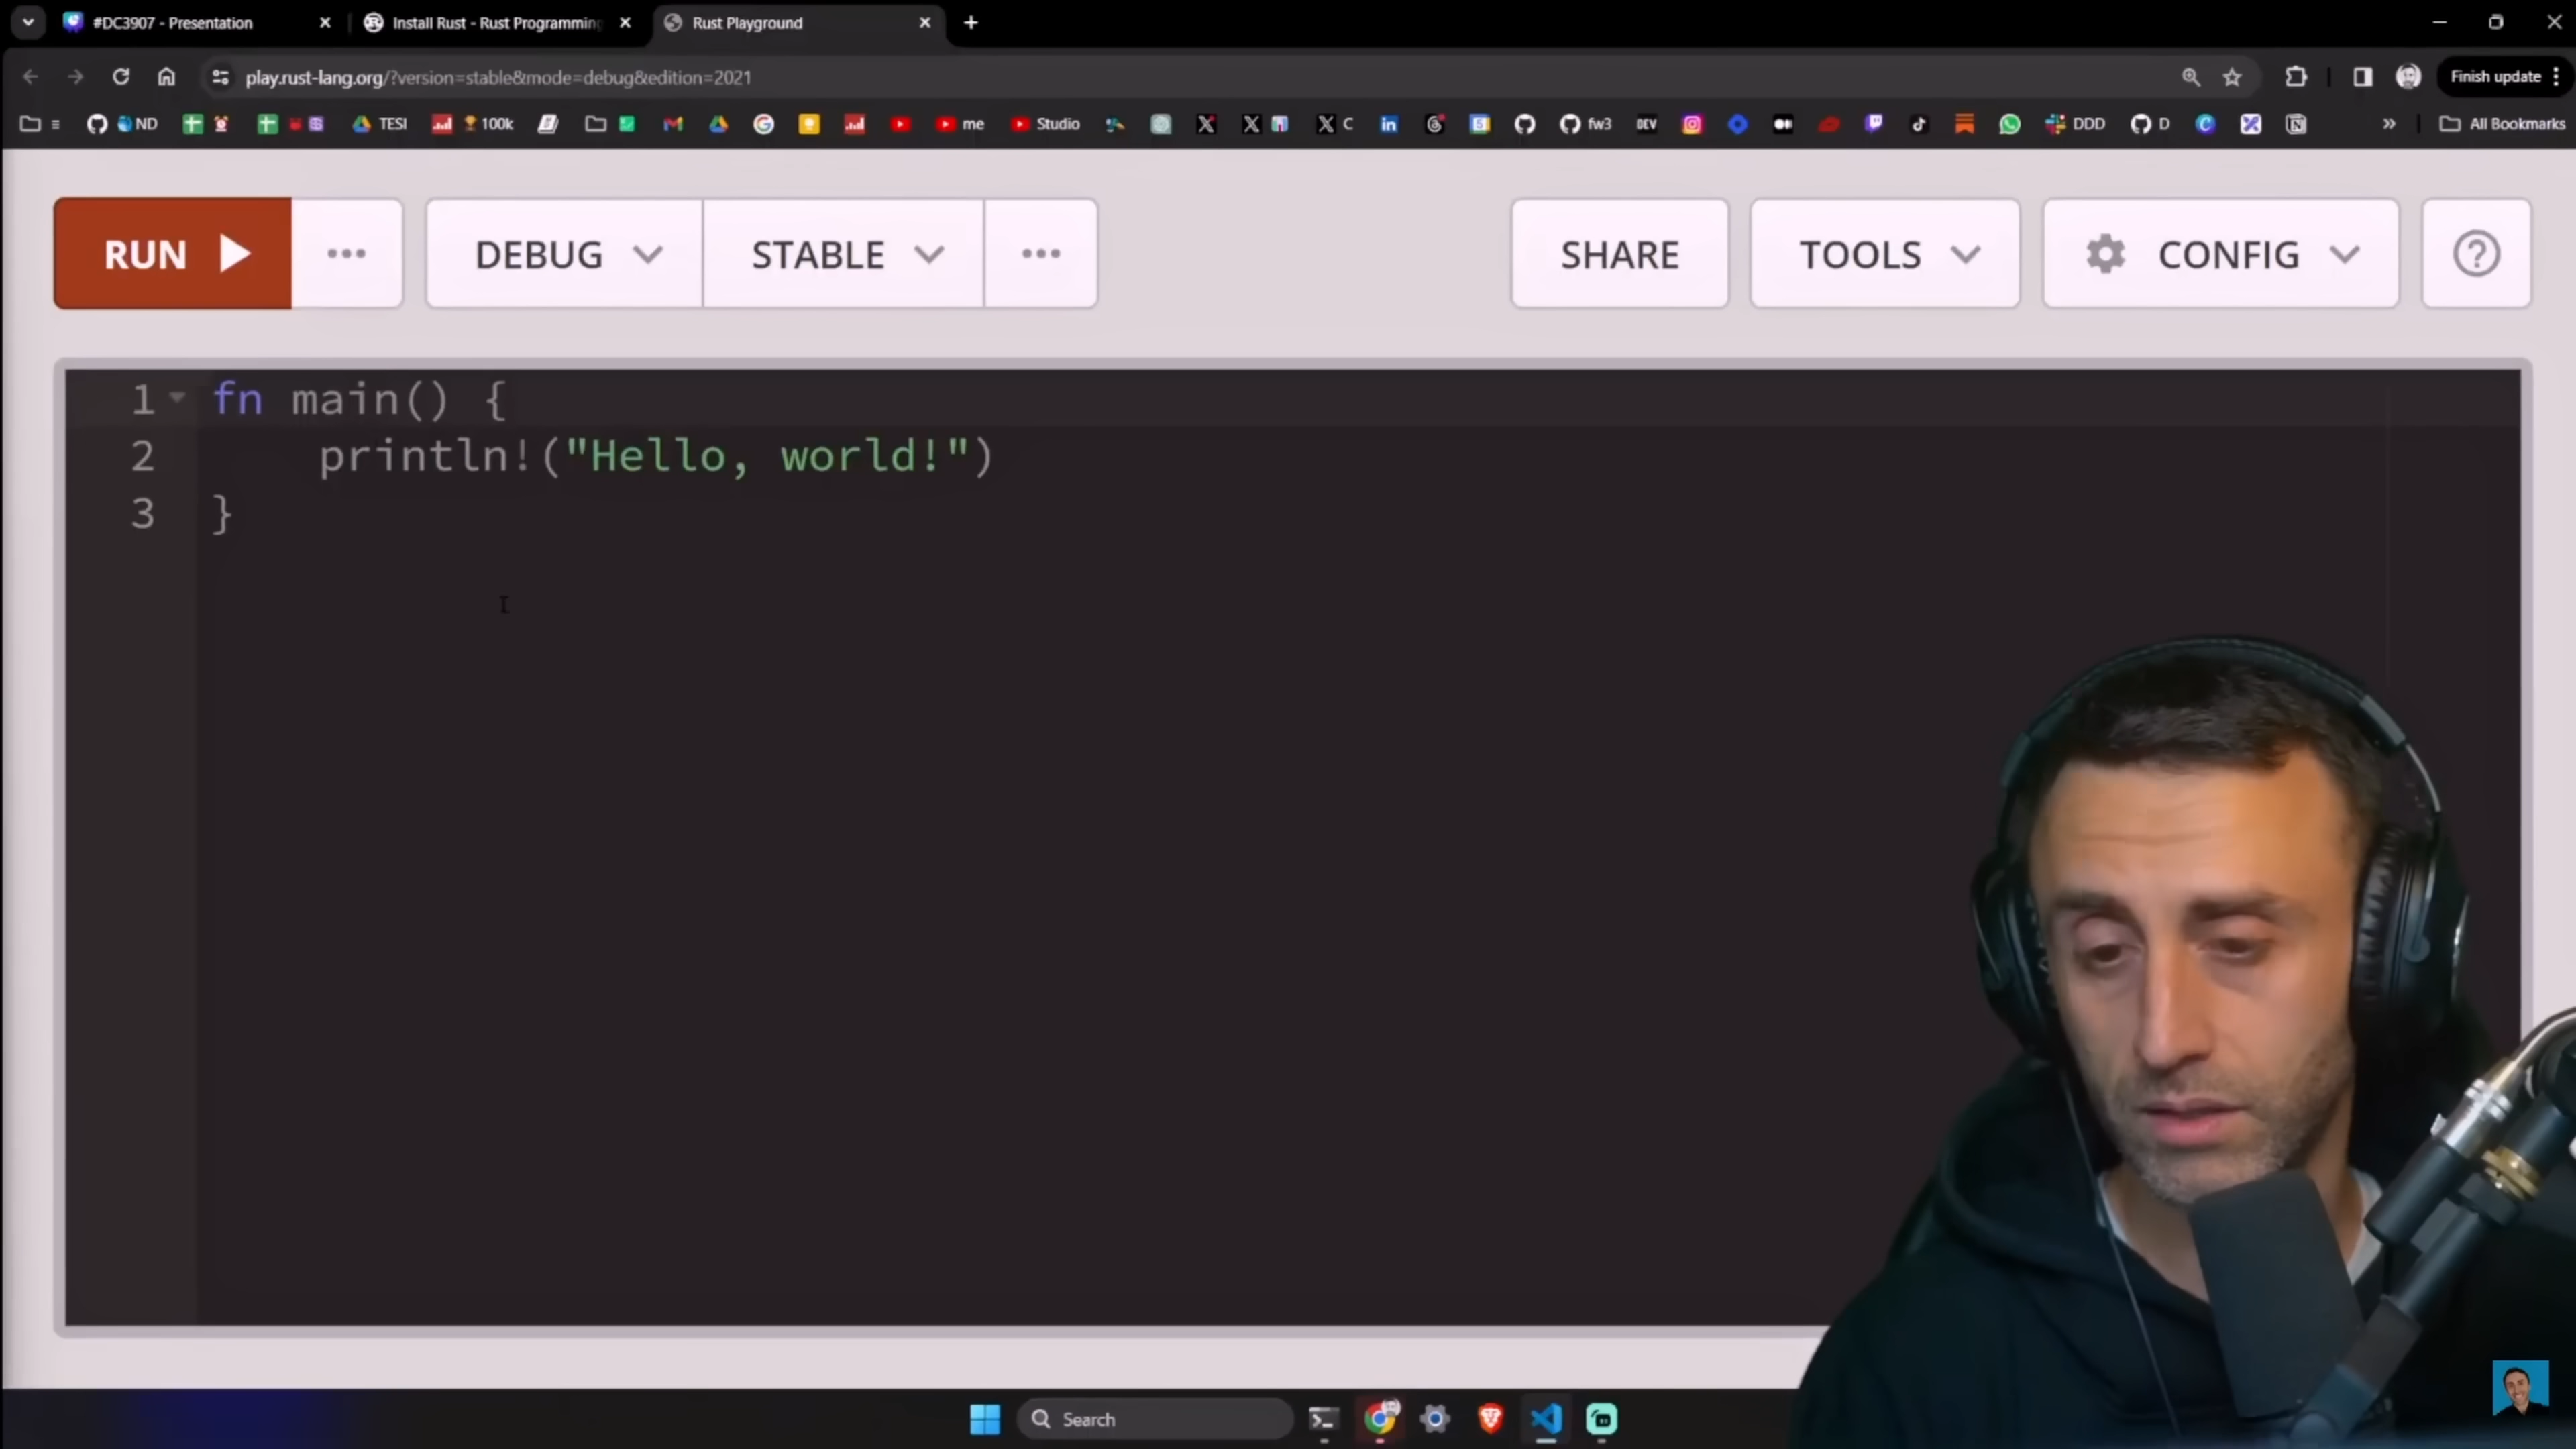 #DC3907 - Presentation
Install Rust - Rust Programming
Rust Playground
play.rust-lang.org/?version=stable&mode=debug&edition=2021
Finish update
ND
TESI
100k
me
Studio
C
fw3
DEV
DDD
D
All Bookmarks
RUN
DEBUG
STABLE
SHARE
TOOLS
CONFIG
1 fn main() {
2 println!("Hello, world!")
3 }
Search